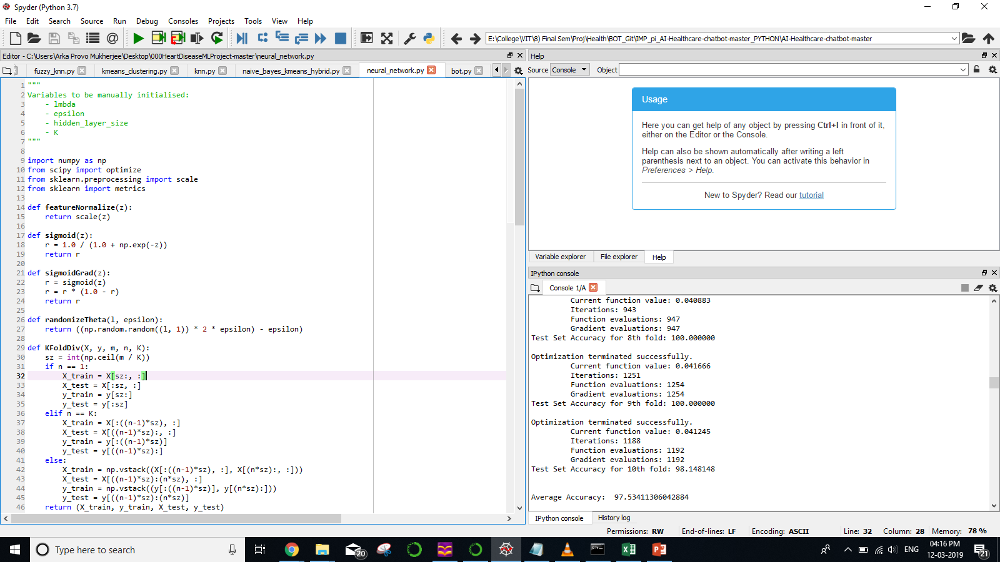 Spyder (Python 3.7)
File Edit Search Source Run Debug Consoles Projects Tools View Help
E:\College\VIT\8) Final Sem\Proj\Health\BOT_Git\IMP_pi_AI-Healthcare-chatbot-master_PYTHON\AI-Healthcare-chatbot-master
Editor - C:\Users\Arka Provo Mukherjee\Desktop\000HeartDiseaseMLProject-master\neural_network.py
fuzzy_knn.py kmeans_clustering.py knn.py naive_bayes_kmeans_hybrid.py neural_network.py bot.py
1 """
2 Variables to be manually initialised:
3     - lmbda
4     - epsilon
5     - hidden_layer_size
6     - K
7 """
8
9 import numpy as np
10 from scipy import optimize
11 from sklearn.preprocessing import scale
12 from sklearn import metrics
13
14 def featureNormalize(z):
15     return scale(z)
16
17 def sigmoid(z):
18     r = 1.0 / (1.0 + np.exp(-z))
19     return r
20
21 def sigmoidGrad(z):
22     r = sigmoid(z)
23     r = r * (1.0 - r)
24     return r
25
26 def randomizeTheta(l, epsilon):
27     return ((np.random.random((l, 1)) * 2 * epsilon) - epsilon)
28
29 def KFoldDiv(X, y, m, n, K):
30     sz = int(np.ceil(m / K))
31     if n == 1:
32         X_train = X[sz:, :]
33         X_test = X[:sz, :]
34         y_train = y[sz:]
35         y_test = y[:sz]
36     elif n == K:
37         X_train = X[:((n-1)*sz), :]
38         X_test = X[((n-1)*sz):, :]
39         y_train = y[:((n-1)*sz)]
40         y_test = y[((n-1)*sz):]
41     else:
42         X_train = np.vstack((X[:((n-1)*sz), :], X[(n*sz):, :]))
43         X_test = X[((n-1)*sz):(n*sz), :]
44         y_train = np.vstack((y[:((n-1)*sz)], y[(n*sz):]))
45         y_test = y[((n-1)*sz):(n*sz)]
46     return (X_train, y_train, X_test, y_test)
Help
Source Console Object
Usage
Here you can get help of any object by pressing Ctrl+I in front of it,
either on the Editor or the Console.
Help can also be shown automatically after writing a left
parenthesis next to an object. You can activate this behavior in
Preferences > Help.
New to Spyder? Read our tutorial
Variable explorer File explorer Help
IPython console
Console 1/A
Current function value: 0.040883
Iterations: 943
Function evaluations: 947
Gradient evaluations: 947
Test Set Accuracy for 8th fold: 100.000000
Optimization terminated successfully.
Current function value: 0.041666
Iterations: 1251
Function evaluations: 1254
Gradient evaluations: 1254
Test Set Accuracy for 9th fold: 100.000000
Optimization terminated successfully.
Current function value: 0.041245
Iterations: 1188
Function evaluations: 1192
Gradient evaluations: 1192
Test Set Accuracy for 10th fold: 98.148148
Average Accuracy:  97.53411306042884
IPython console History log
Permissions: RW End-of-lines: LF Encoding: ASCII Line: 32 Column: 28 Memory: 78 %
Type here to search
20
ENG
04:16 PM
12-03-2019
21